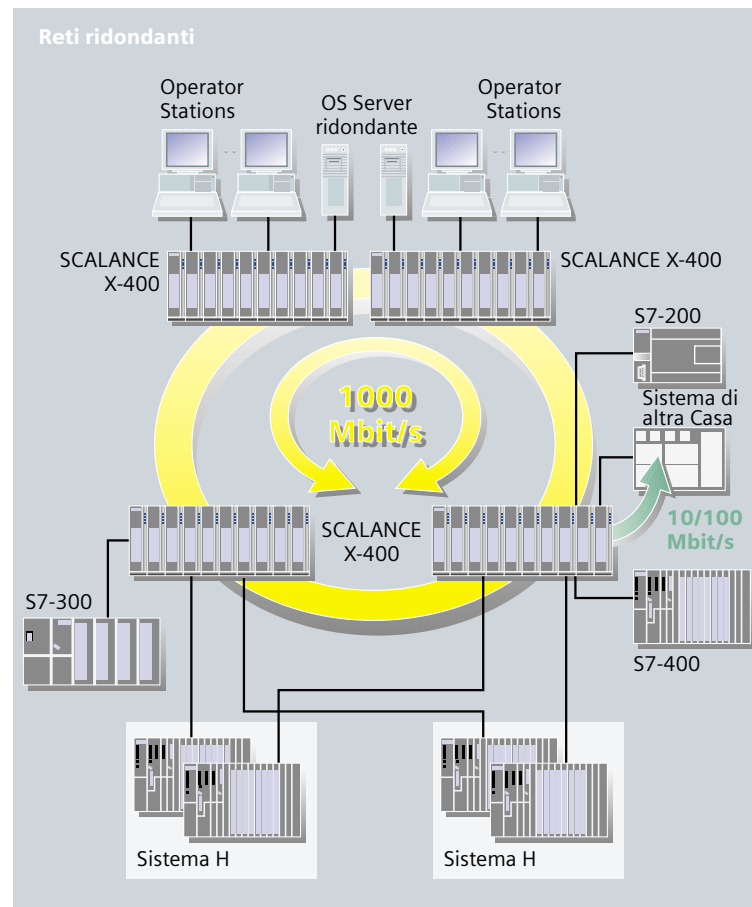 Reti ridondanti
Operator
Stations
OS Server
ridondante
Operator
Stations
SCALANCE
X-400
SCALANCE X-400
S7-200
Sistema di
altra Casa
1000
Mbit/s
10/100
Mbit/s
SCALANCE
X-400
S7-300
S7-400
Sistema H
Sistema H